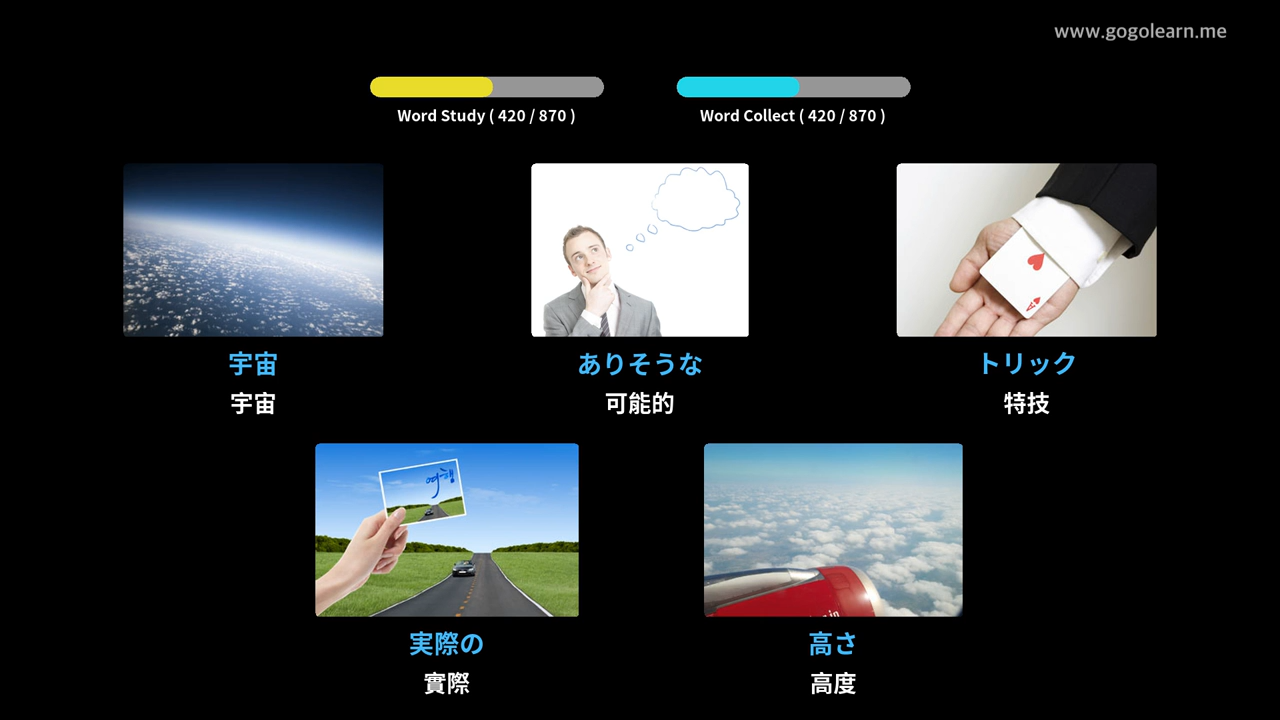 www.gogolearn.me
Word Study ( 420 / 870 )
Word Collect ( 420 / 870 )
宇宙
宇宙
ありそうな
可能的
トリック
特技
여행
実際の
實際
高さ
高度